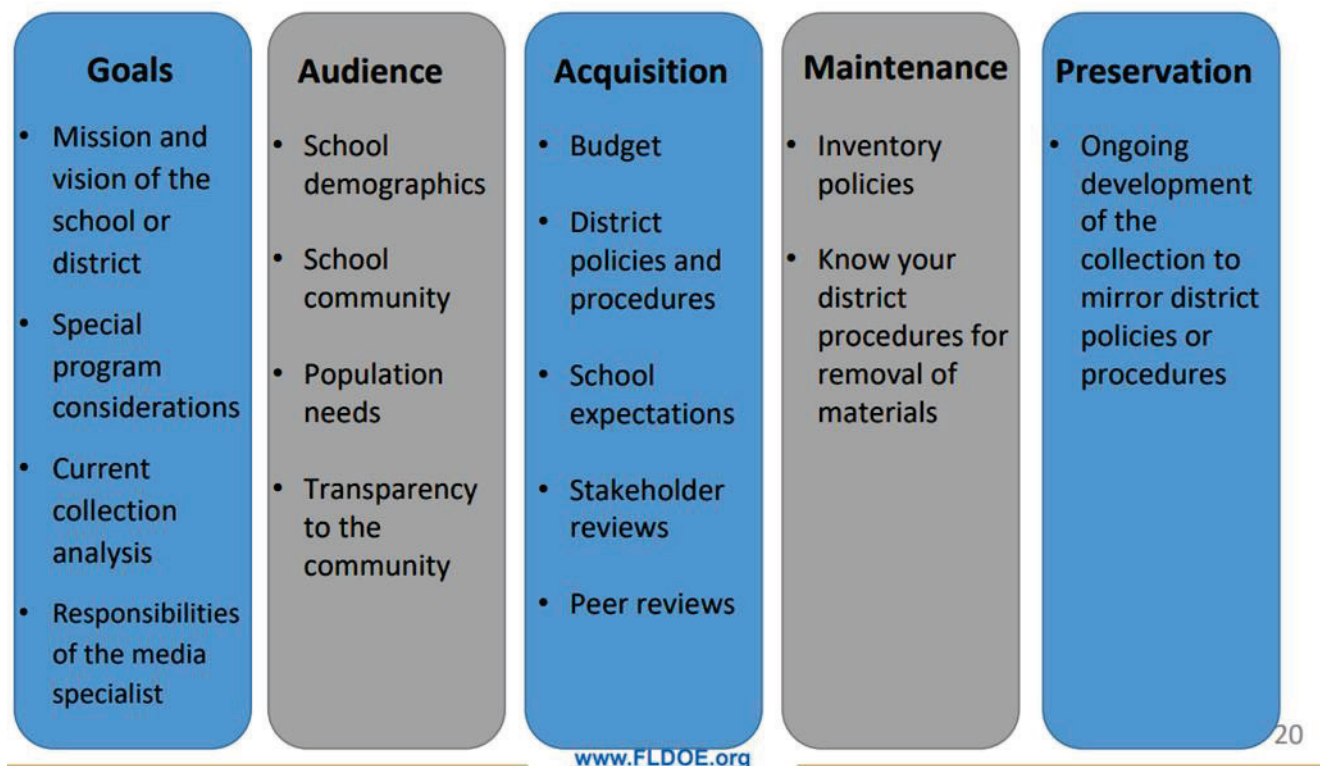 Goals
• Mission and
vision of the
school or
district
• Special
program
considerations
• Current
collection
analysis
• Responsibilities
of the media
specialist
Audience
• School
demographics
• School
community
• Population
needs
• Transparency
to the
community
Acquisition
• Budget
• District
policies and
procedures
• School
expectations
• Stakeholder
reviews
• Peer reviews
Maintenance
• Inventory
policies
• Know your
district
procedures for
removal of
materials
Preservation
• Ongoing
development
of the
collection to
mirror district
policies or
procedures
20
www.FLDOE.org